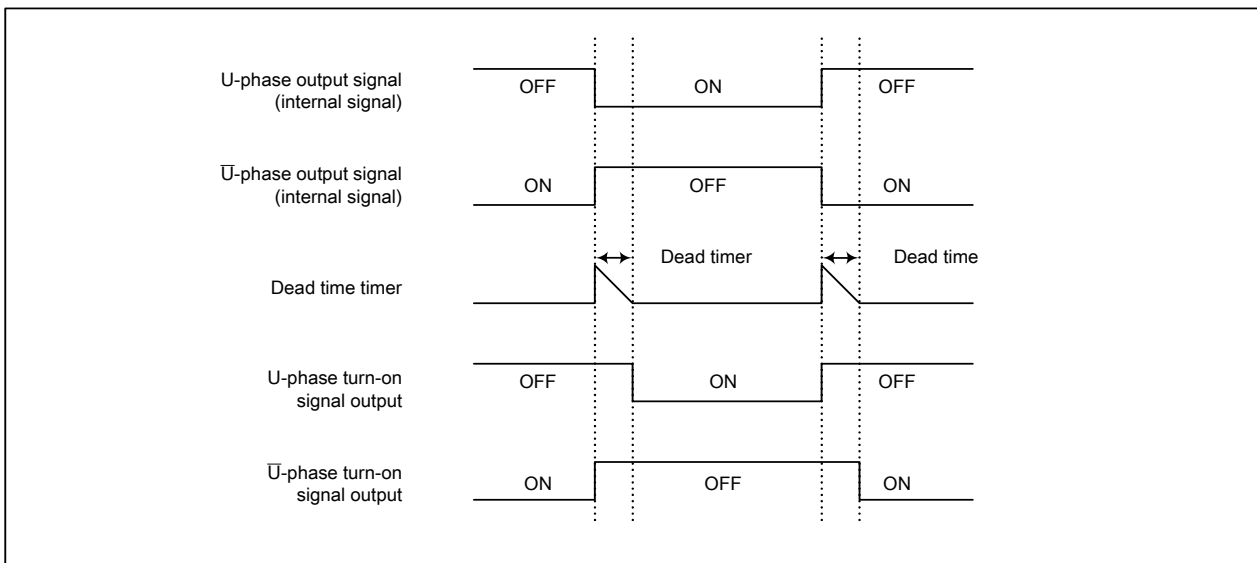 U-phase output signal
(internal signal)
OFF
ON
OFF
U̅-phase output signal
(internal signal)
ON
OFF
ON
Dead time timer
Dead timer
Dead time
U-phase turn-on
signal output
OFF
ON
OFF
U̅-phase turn-on
signal output
ON
OFF
ON